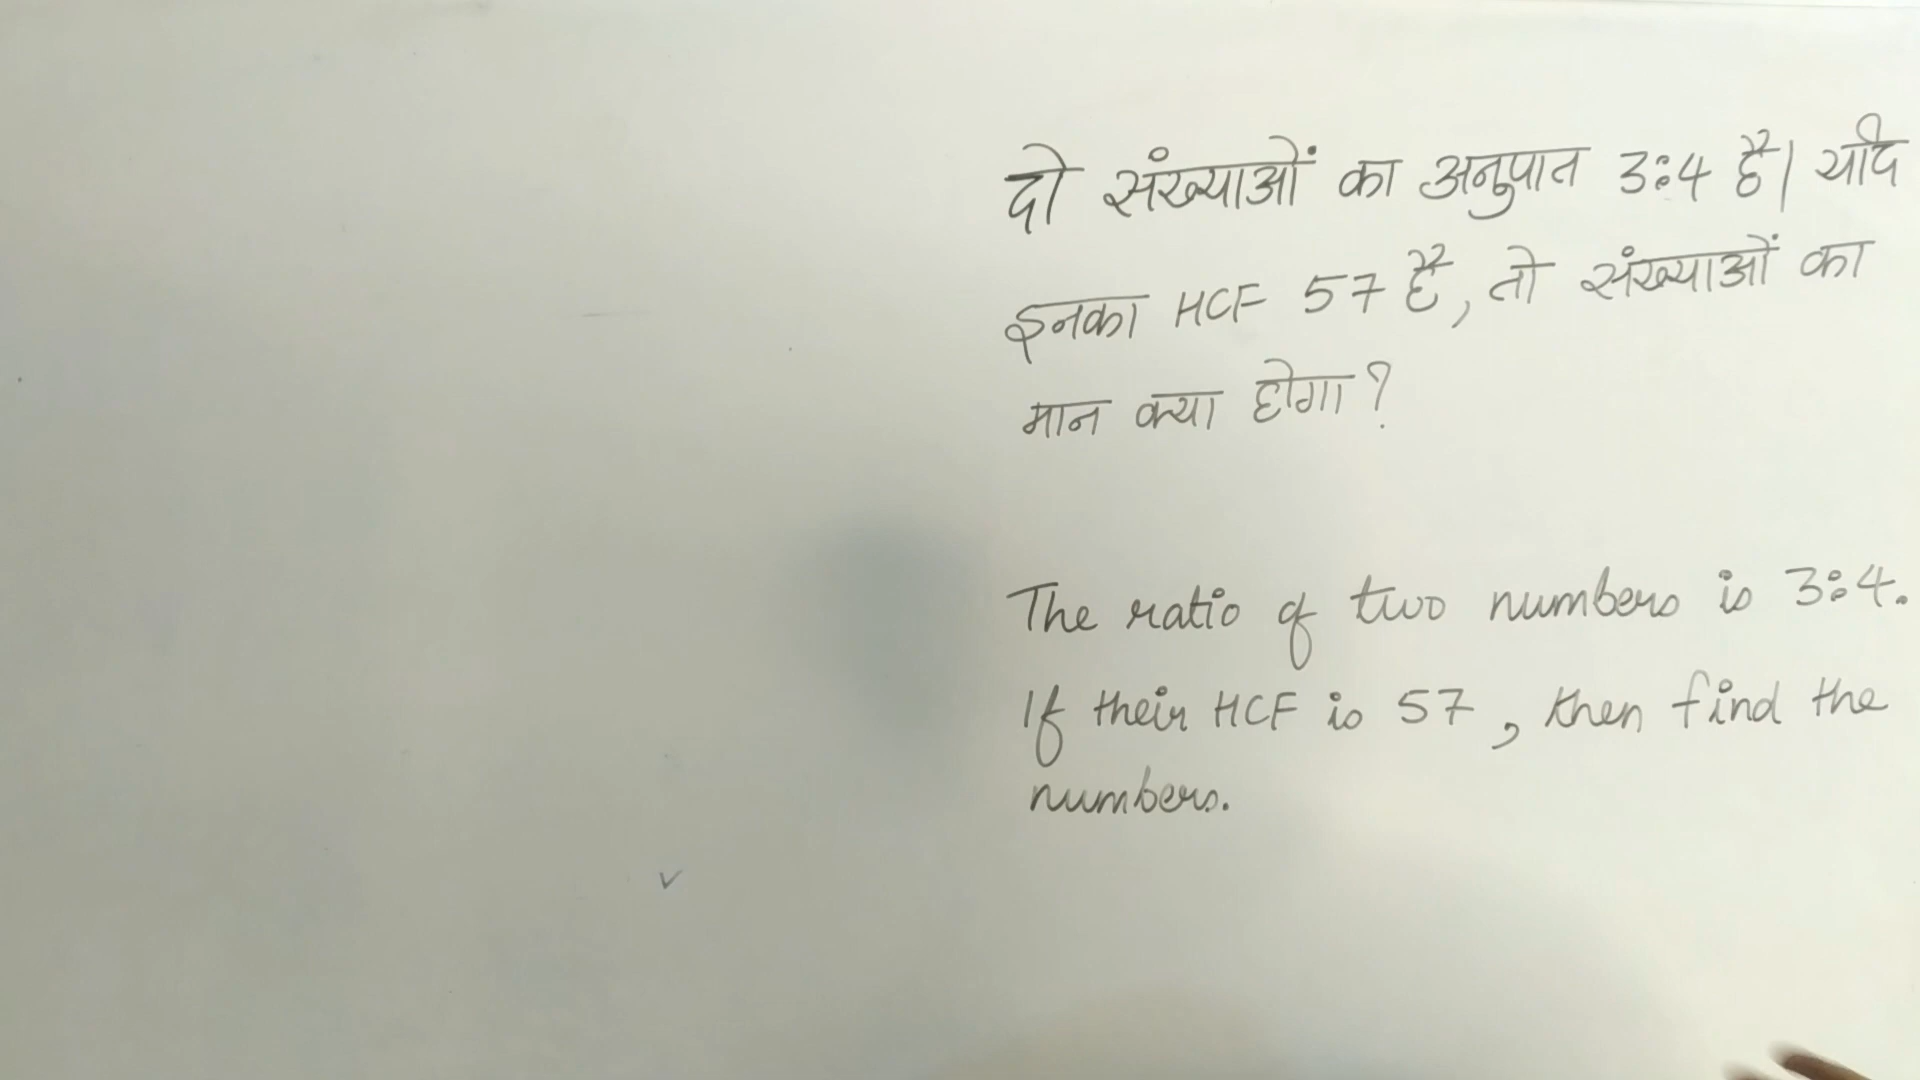 दो संख्याओं का अनुपात 3:4 है। यदि
इनका HCF 57 है, तो संख्याओं का
मान क्या होगा?
The ratio of two numbers is 3:4.
If their HCF is 57, then find the
numbers.